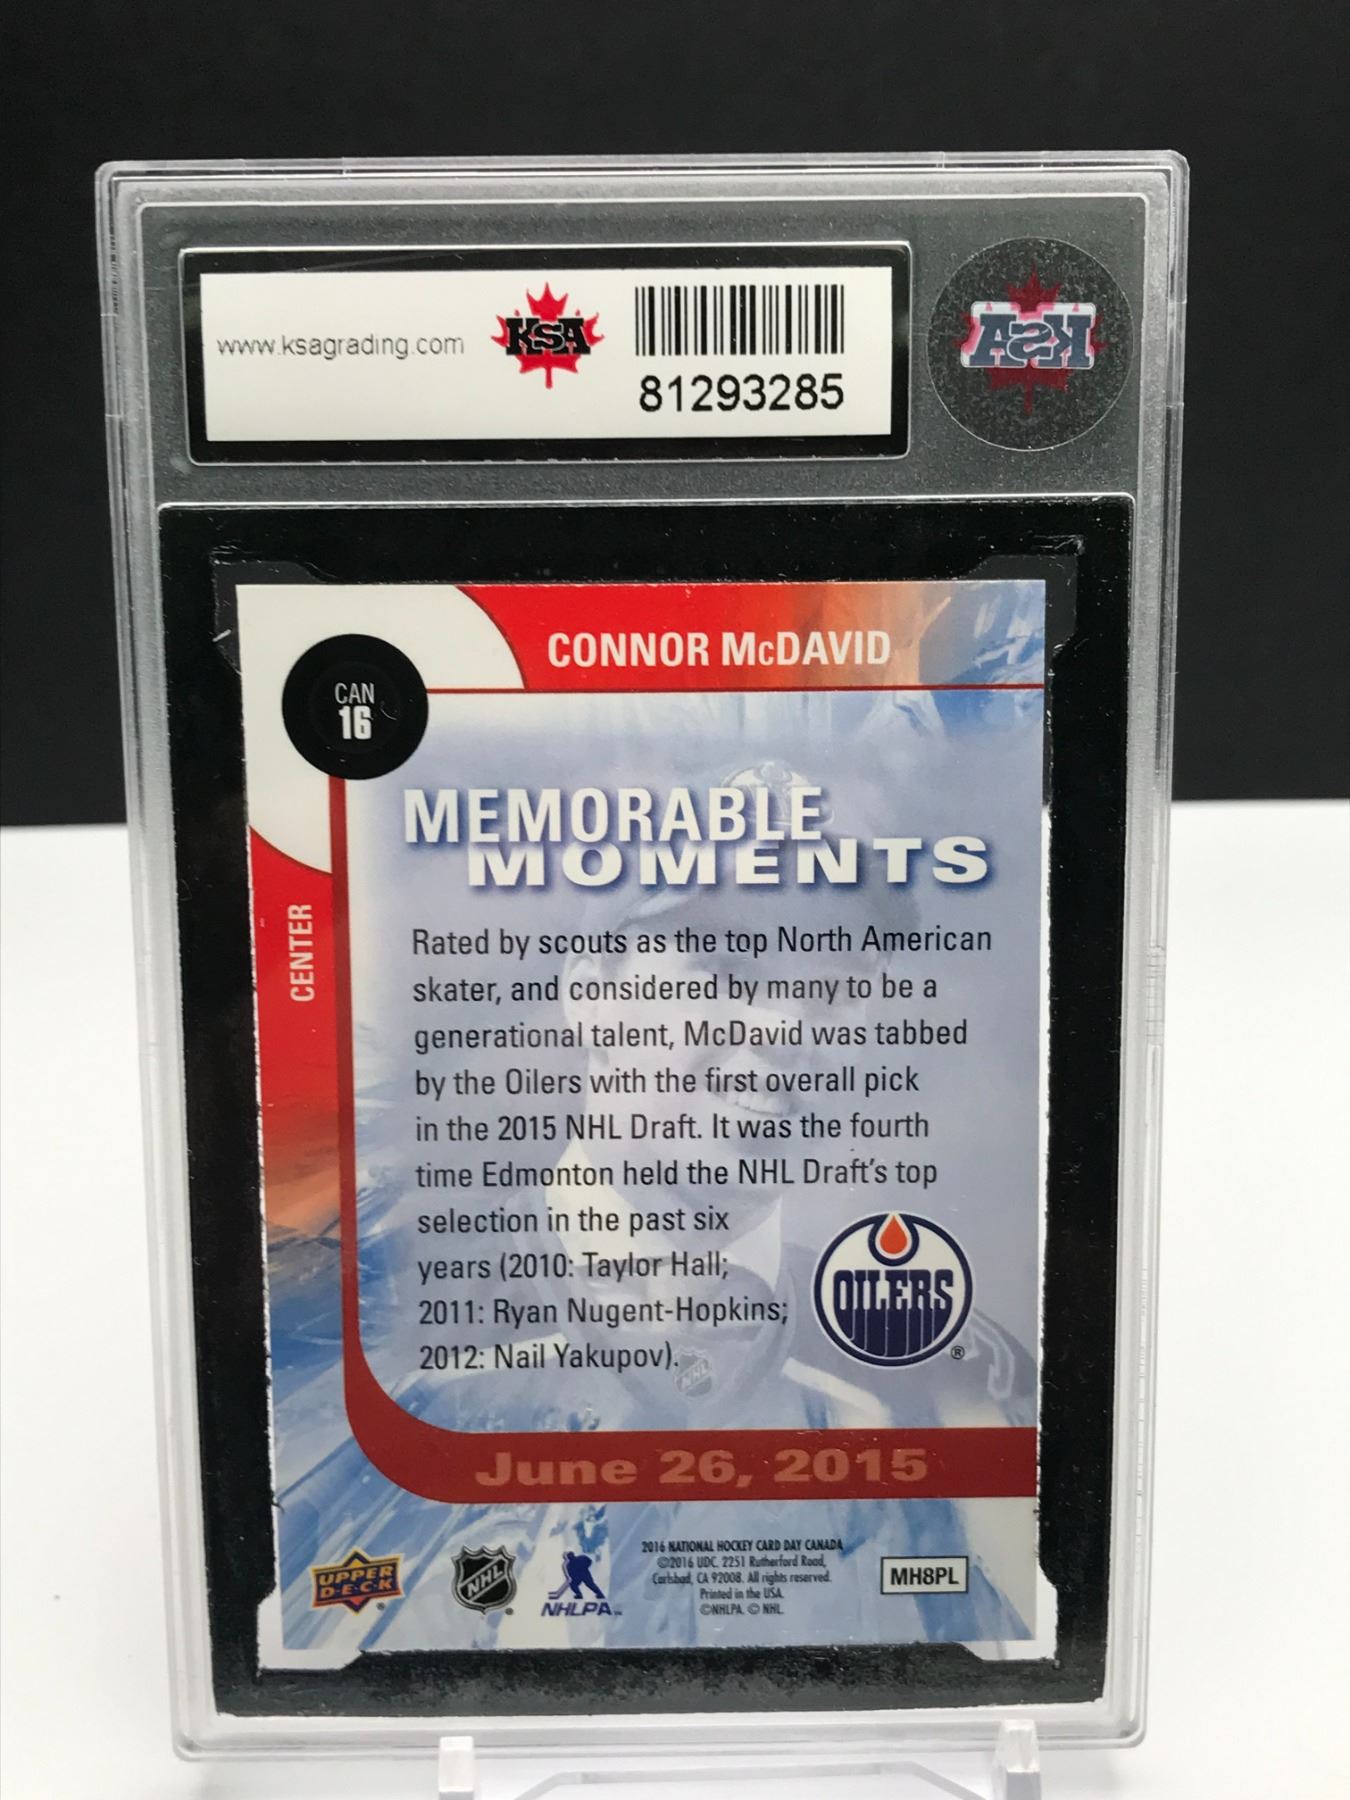 www.ksagrading.com
KSA
81293285
KSA
CONNOR McDAVID
CAN
16
MEMORABLE
MOMENTS
CENTER
Rated by scouts as the top North American
skater, and considered by many to be a
generational talent, McDavid was tabbed
by the Oilers with the first overall pick
in the 2015 NHL Draft. It was the fourth
time Edmonton held the NHL Draft's top
selection in the past six
years (2010: Taylor Hall;
2011: Ryan Nugent-Hopkins;
2012: Nail Yakupov).
OILERS
®
NHL
June 26, 2015
UPPER
D·E·C·K
®
NHL
®
NHLPA™
2016 NATIONAL HOCKEY CARD DAY CANADA
©2016 UDC. 2251 Rutherford Road,
Carlsbad, CA 92008. All rights reserved.
Printed in the USA.
©NHLPA. © NHL.
MH8PL